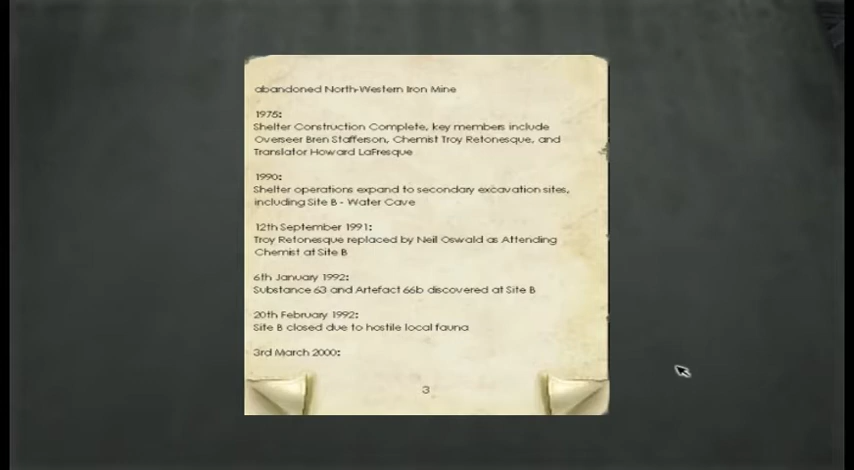 abandoned North-Western Iron Mine
1975:
Shelter Construction Complete, key members include
Overseer Bren Stafferson, Chemist Troy Retonesque, and
Translator Howard LaFresque
1990:
Shelter operations expand to secondary excavation sites,
including Site B - Water Cave
12th September 1991:
Troy Retonesque replaced by Neil Oswald as Attending
Chemist at Site B
6th January 1992:
Substance 63 and Artefact 66b discovered at Site B
20th February 1992:
Site B closed due to hostile local fauna
3rd March 2000:
3